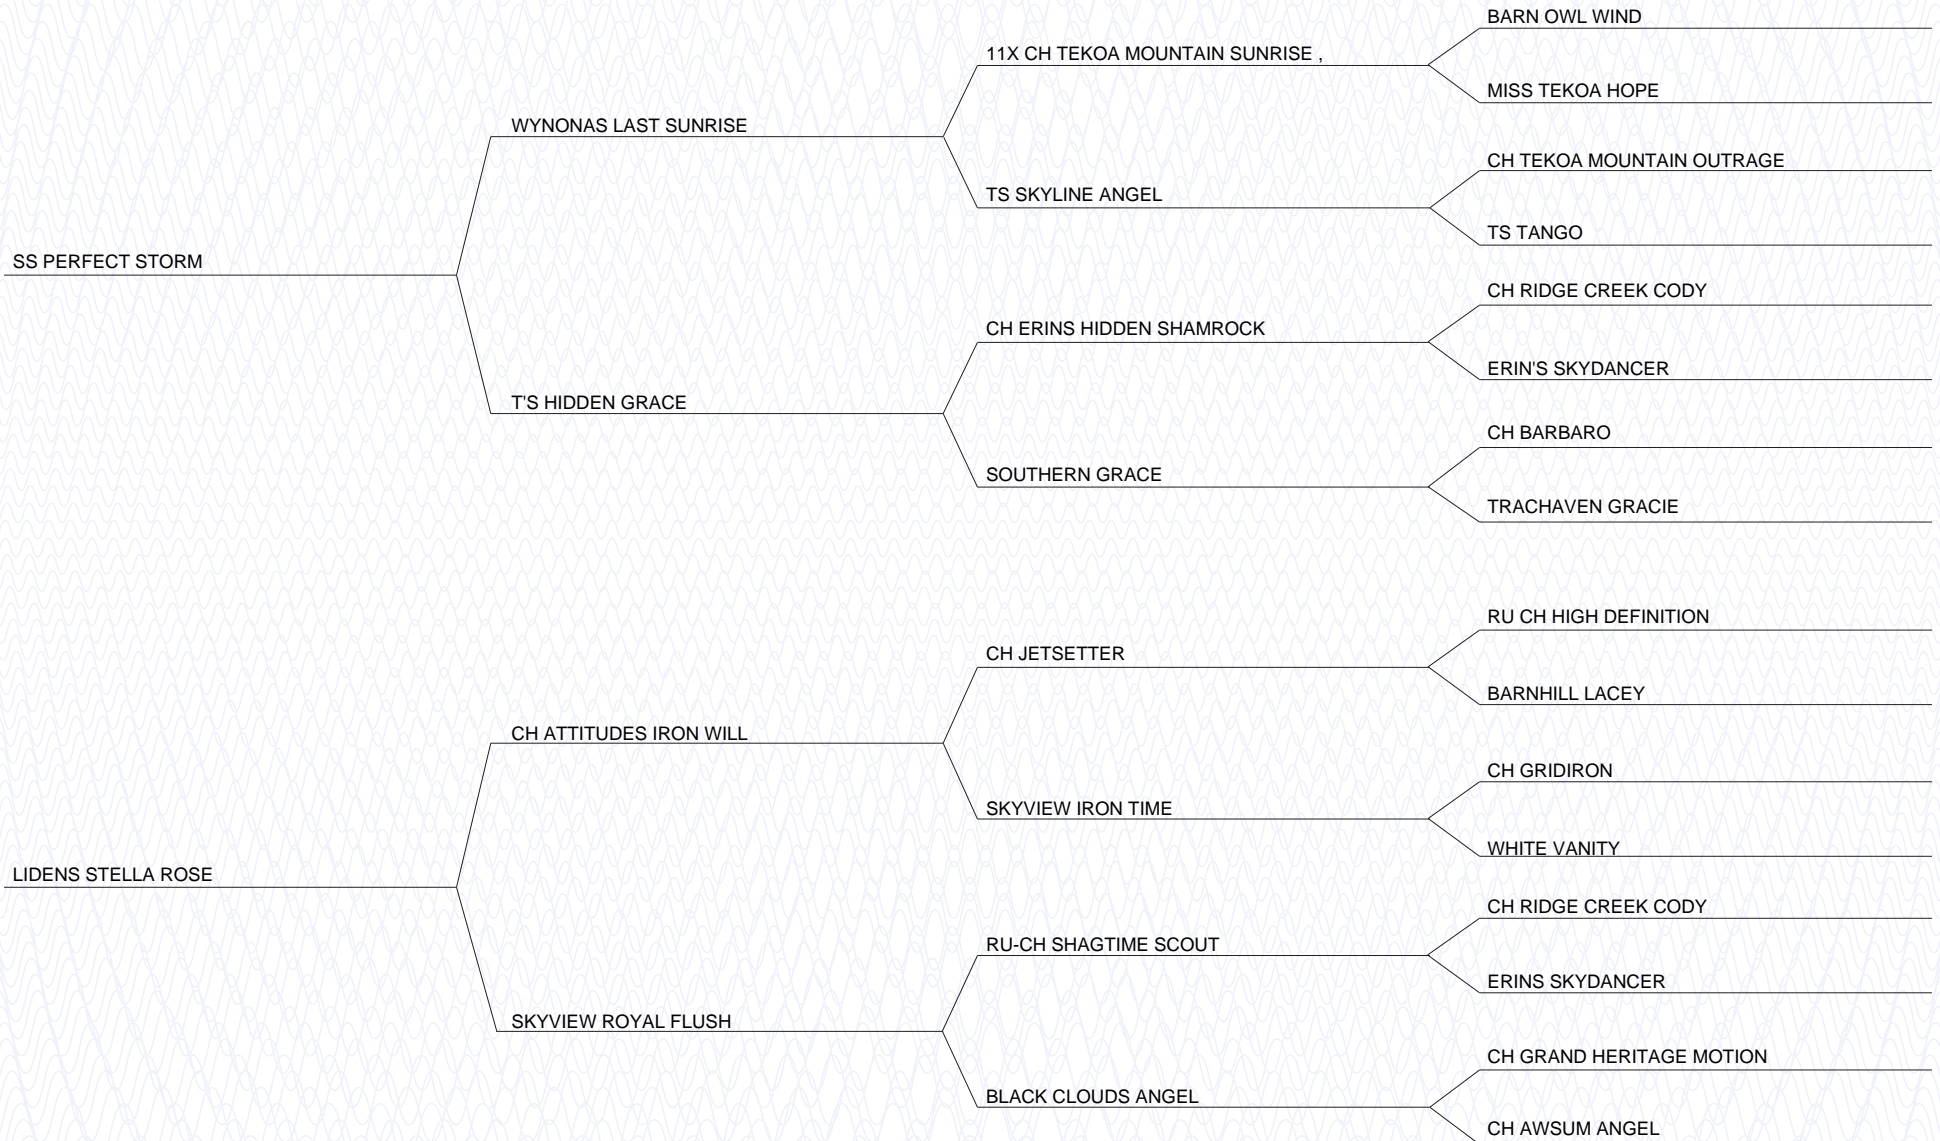 BARN OWL WIND
11X CH TEKOA MOUNTAIN SUNRISE ,
MISS TEKOA HOPE
WYNONAS LAST SUNRISE
CH TEKOA MOUNTAIN OUTRAGE
TS SKYLINE ANGEL
TS TANGO
SS PERFECT STORM
CH RIDGE CREEK CODY
CH ERINS HIDDEN SHAMROCK
ERIN'S SKYDANCER
T'S HIDDEN GRACE
CH BARBARO
SOUTHERN GRACE
TRACHAVEN GRACIE
RU CH HIGH DEFINITION
CH JETSETTER
BARNHILL LACEY
CH ATTITUDES IRON WILL
CH GRIDIRON
SKYVIEW IRON TIME
WHITE VANITY
LIDENS STELLA ROSE
CH RIDGE CREEK CODY
RU-CH SHAGTIME SCOUT
ERINS SKYDANCER
SKYVIEW ROYAL FLUSH
CH GRAND HERITAGE MOTION
BLACK CLOUDS ANGEL
CH AWSUM ANGEL